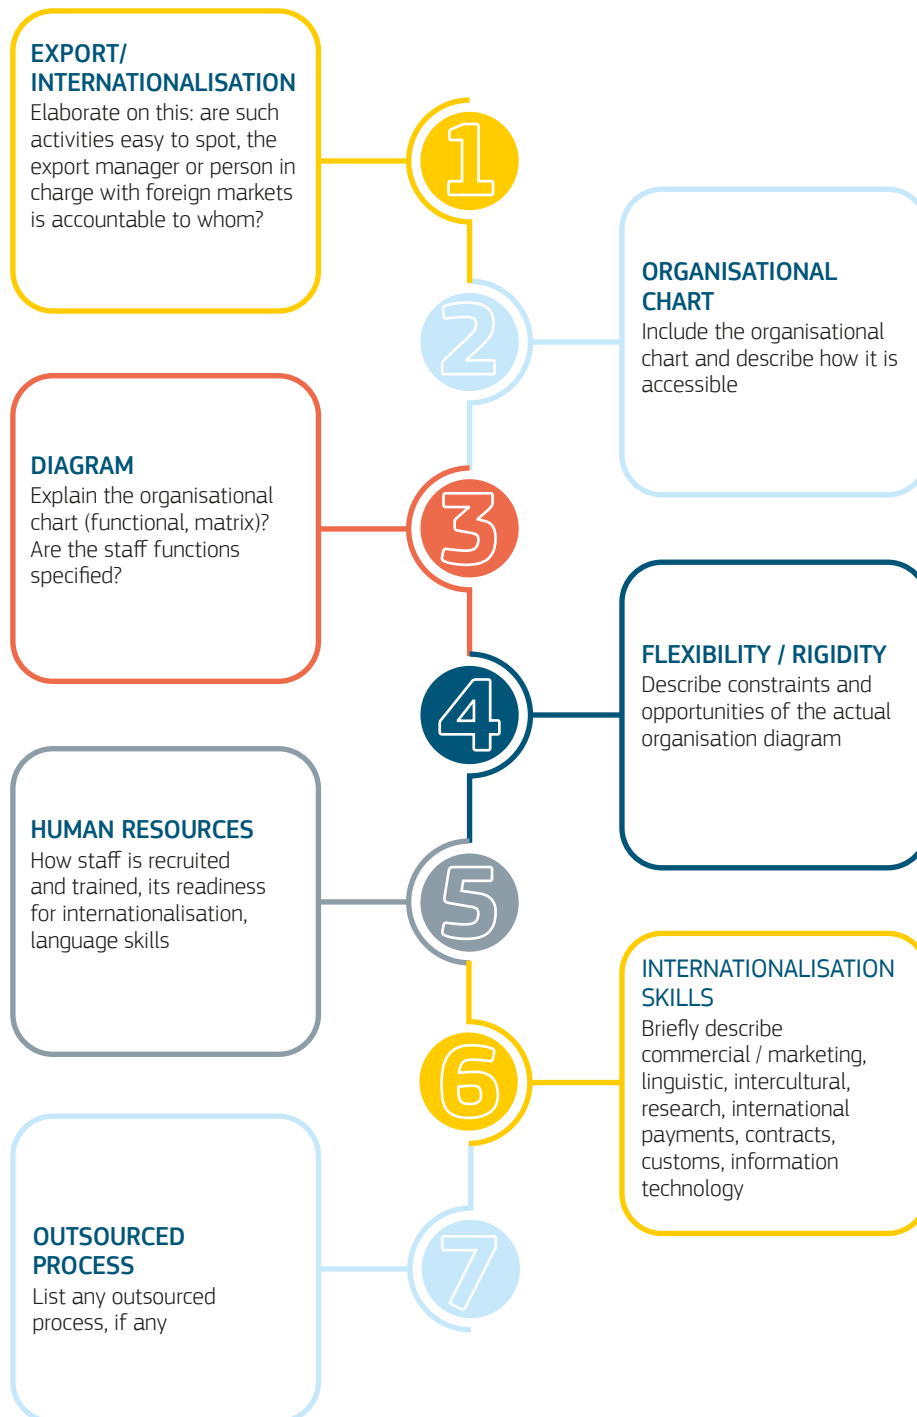 EXPORT/
INTERNATIONALISATION
Elaborate on this: are such
activities easy to spot, the
export manager or person in
charge with foreign markets
is accountable to whom?
1
ORGANISATIONAL
CHART
Include the organisational
chart and describe how it is
accessible
2
DIAGRAM
Explain the organisational
chart (functional, matrix)?
Are the staff functions
specified?
3
FLEXIBILITY / RIGIDITY
Describe constraints and
opportunities of the actual
organisation diagram
4
HUMAN RESOURCES
How staff is recruited
and trained, its readiness
for internationalisation,
language skills
5
INTERNATIONALISATION
SKILLS
Briefly describe
commercial / marketing,
linguistic, intercultural,
research, international
payments, contracts,
customs, information
technology
6
OUTSOURCED
PROCESS
List any outsourced
process, if any
7